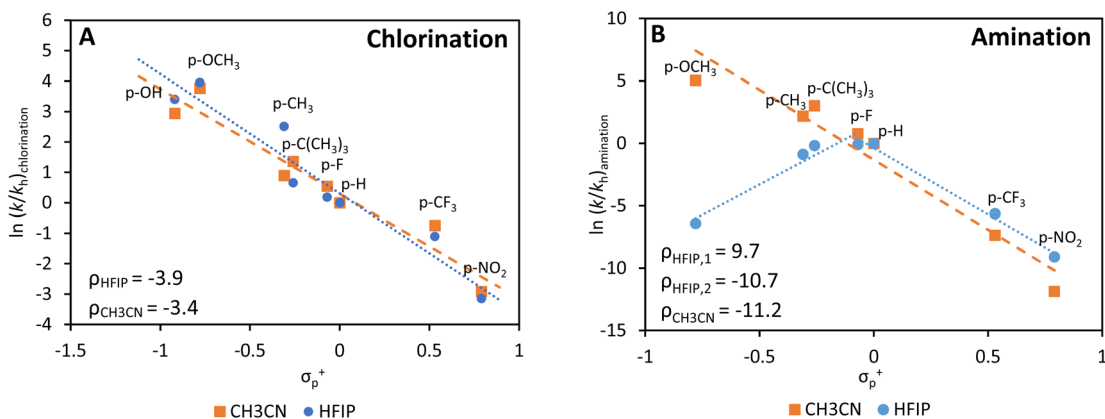 A
Chlorination
6
5
4
3
2
1
0
-1
-2
-3
-4
ln (k/kh)chlorination
p-OCH3
p-OH
p-CH3
p-C(CH3)3
p-F
p-H
p-CF3
p-NO2
ρHFIP = -3.9
ρCH3CN = -3.4
-1.5
-1
-0.5
0
0.5
1
σp+
CH3CN
HFIP
B
Amination
10
5
0
-5
-10
-15
ln (k/kh)amination
p-OCH3
p-C(CH3)3
p-CH3
p-F
p-H
p-CF3
p-NO2
ρHFIP,1 = 9.7
ρHFIP,2 = -10.7
ρCH3CN = -11.2
-1
-0.5
0
0.5
1
σp+
CH3CN
HFIP